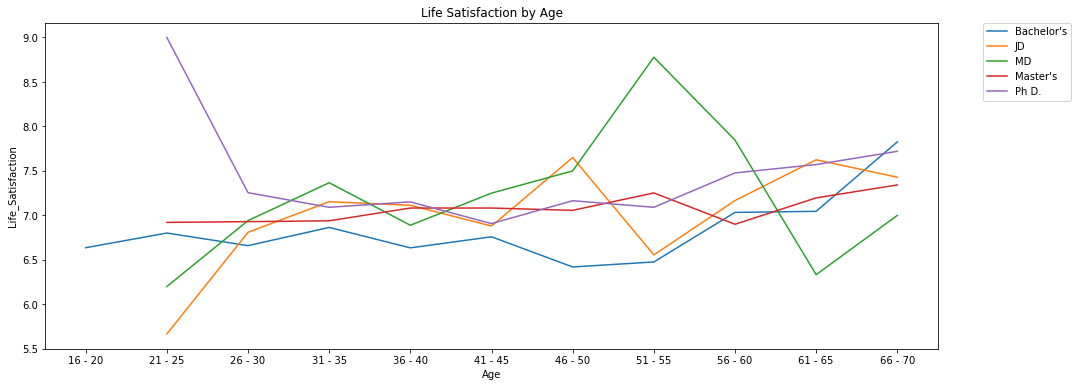 Life Satisfaction by Age
Bachelor's
JD
MD
Master's
Ph D.
Life_Satisfaction
9.0
8.5
8.0
7.5
7.0
6.5
6.0
5.5
16 - 20 21 - 25 26 - 30 31 - 35 36 - 40 41 - 45 46 - 50 51 - 55 56 - 60 61 - 65 66 - 70
Age